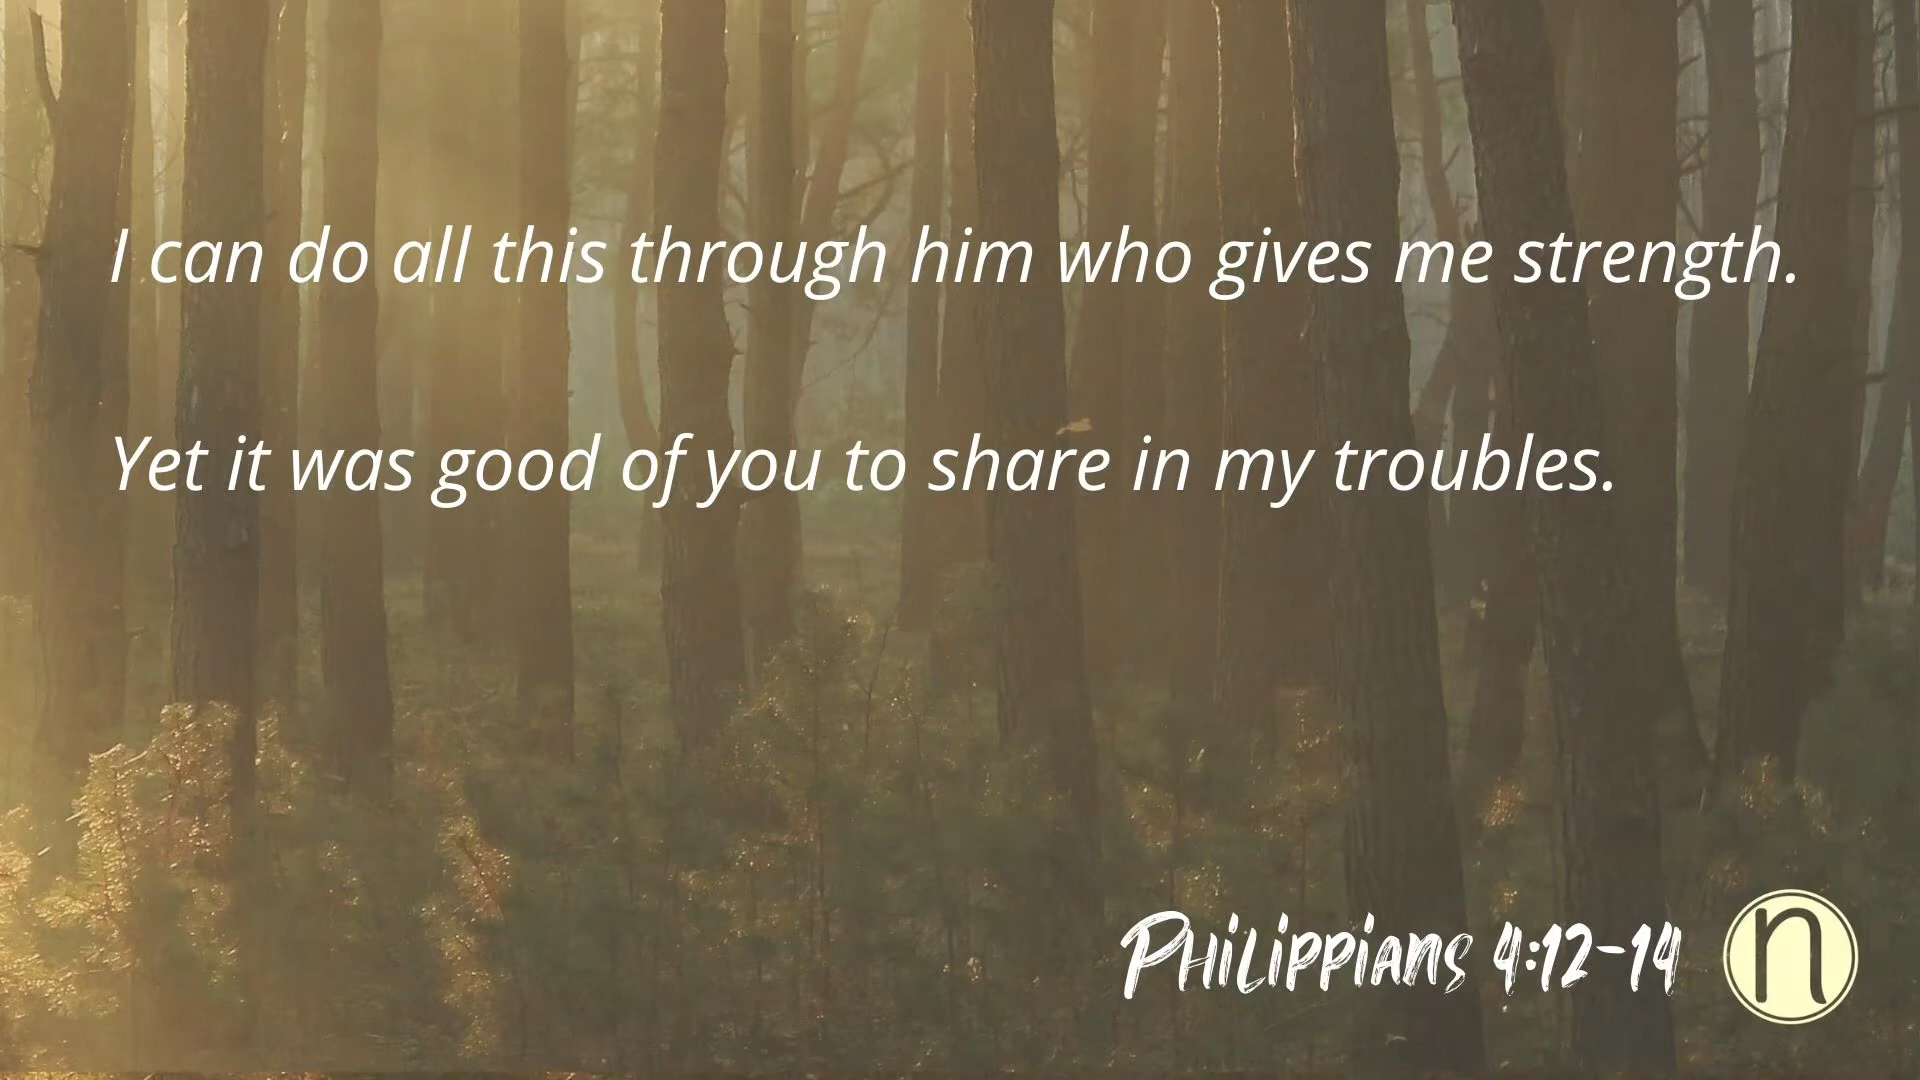 I can do all this through him who gives me strength.
Yet it was good of you to share in my troubles.
Philippians 4:12-14
n